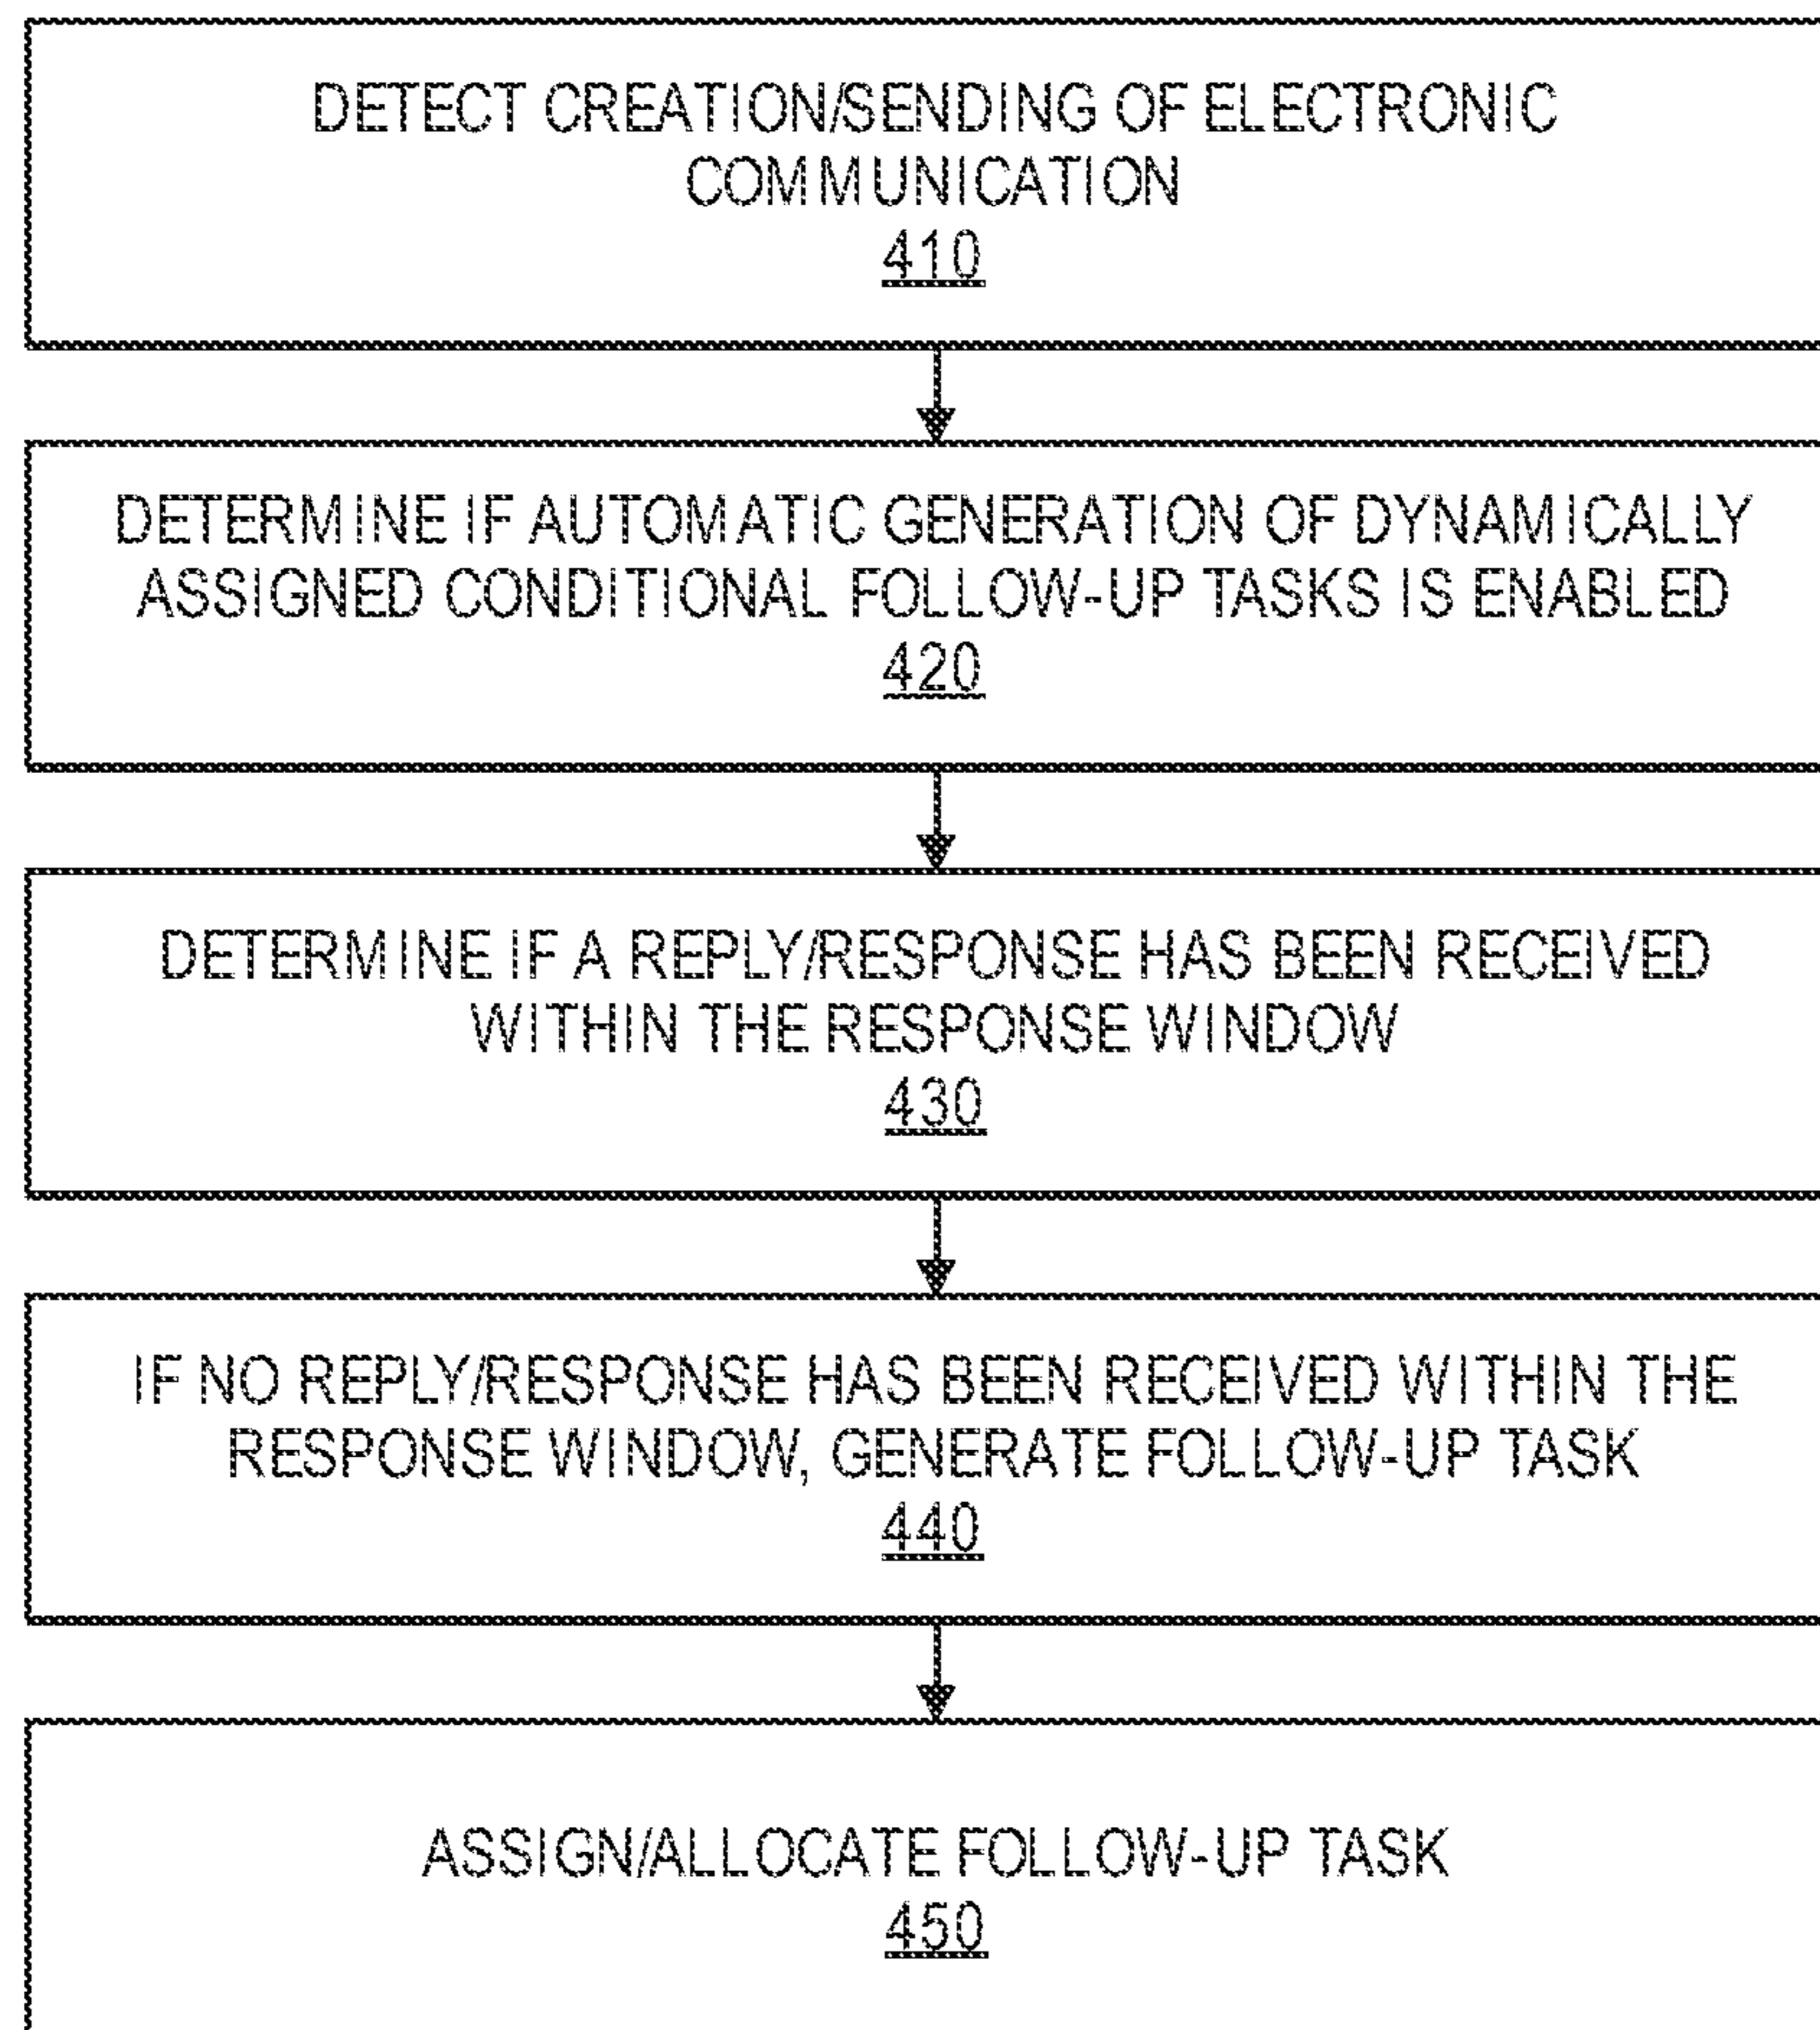 DETECT CREATION/SENDING OF ELECTRONIC
COMMUNICATION
410
DETERMINE IF AUTOMATIC GENERATION OF DYNAMICALLY
ASSIGNED CONDITIONAL FOLLOW-UP TASKS IS ENABLED
420
DETERMINE IF A REPLY/RESPONSE HAS BEEN RECEIVED
WITHIN THE RESPONSE WINDOW
430
IF NO REPLY/RESPONSE HAS BEEN RECEIVED WITHIN THE
RESPONSE WINDOW, GENERATE FOLLOW-UP TASK
440
ASSIGN/ALLOCATE FOLLOW-UP TASK
450